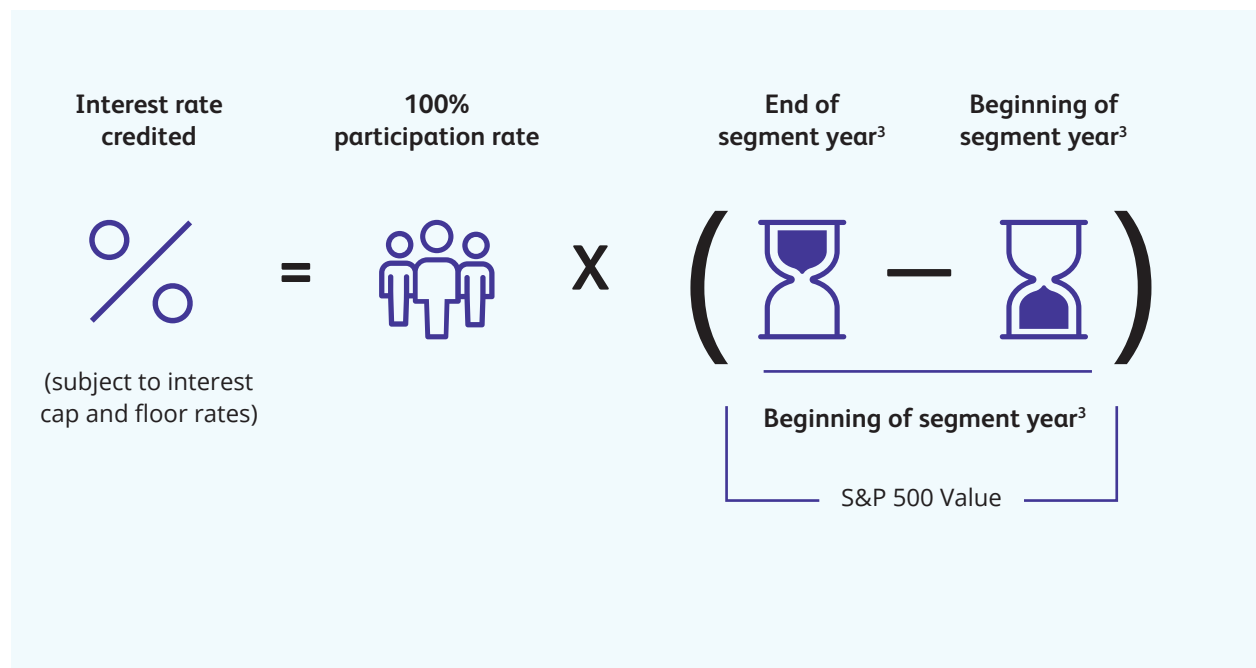 Interest rate
credited
100%
participation rate
End of
segment year³
Beginning of
segment year³
=
X
(
—
)
(subject to interest
cap and floor rates)
Beginning of segment year³
S&P 500 Value